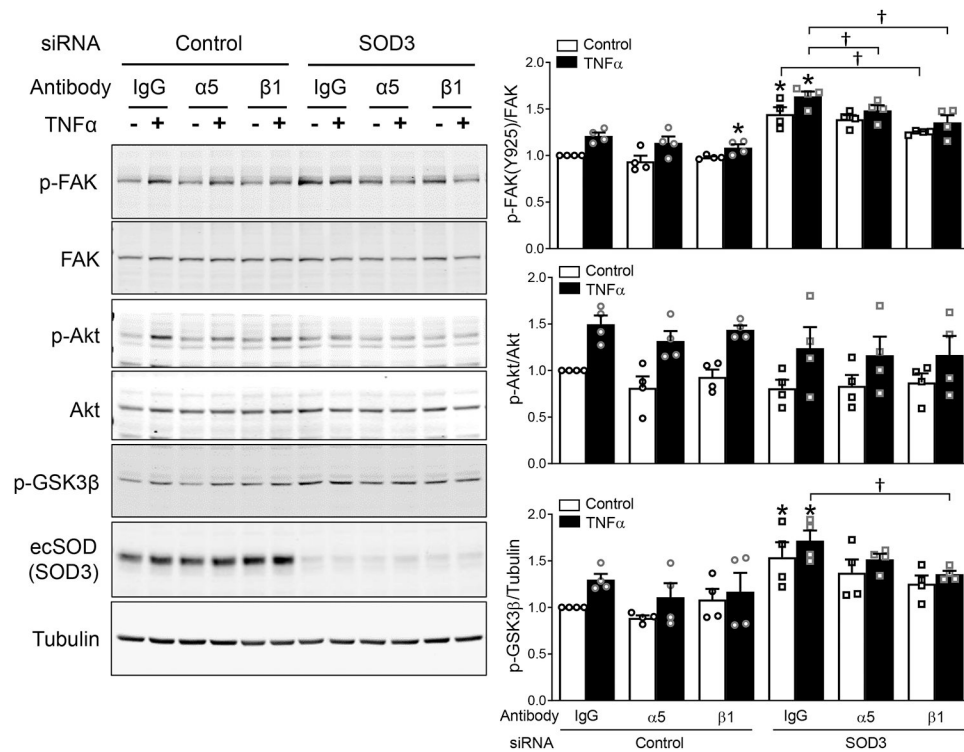 siRNA Control SOD3
Antibody IgG α5 β1 IgG α5 β1
TNFα - + - + - + - + - + - +
p-FAK
FAK
p-Akt
Akt
p-GSK3β
ecSOD
(SOD3)
Tubulin
Control
TNFα
p-FAK(Y925)/FAK
2.0
1.5
1.0
0.5
0.0
* * *
† † †
Control
TNFα
p-Akt/Akt
2.0
1.5
1.0
0.5
0.0
Control
TNFα
p-GSK3β/Tubulin
2.0
1.5
1.0
0.5
0.0
* *
†
Antibody IgG α5 β1 IgG α5 β1
siRNA Control SOD3